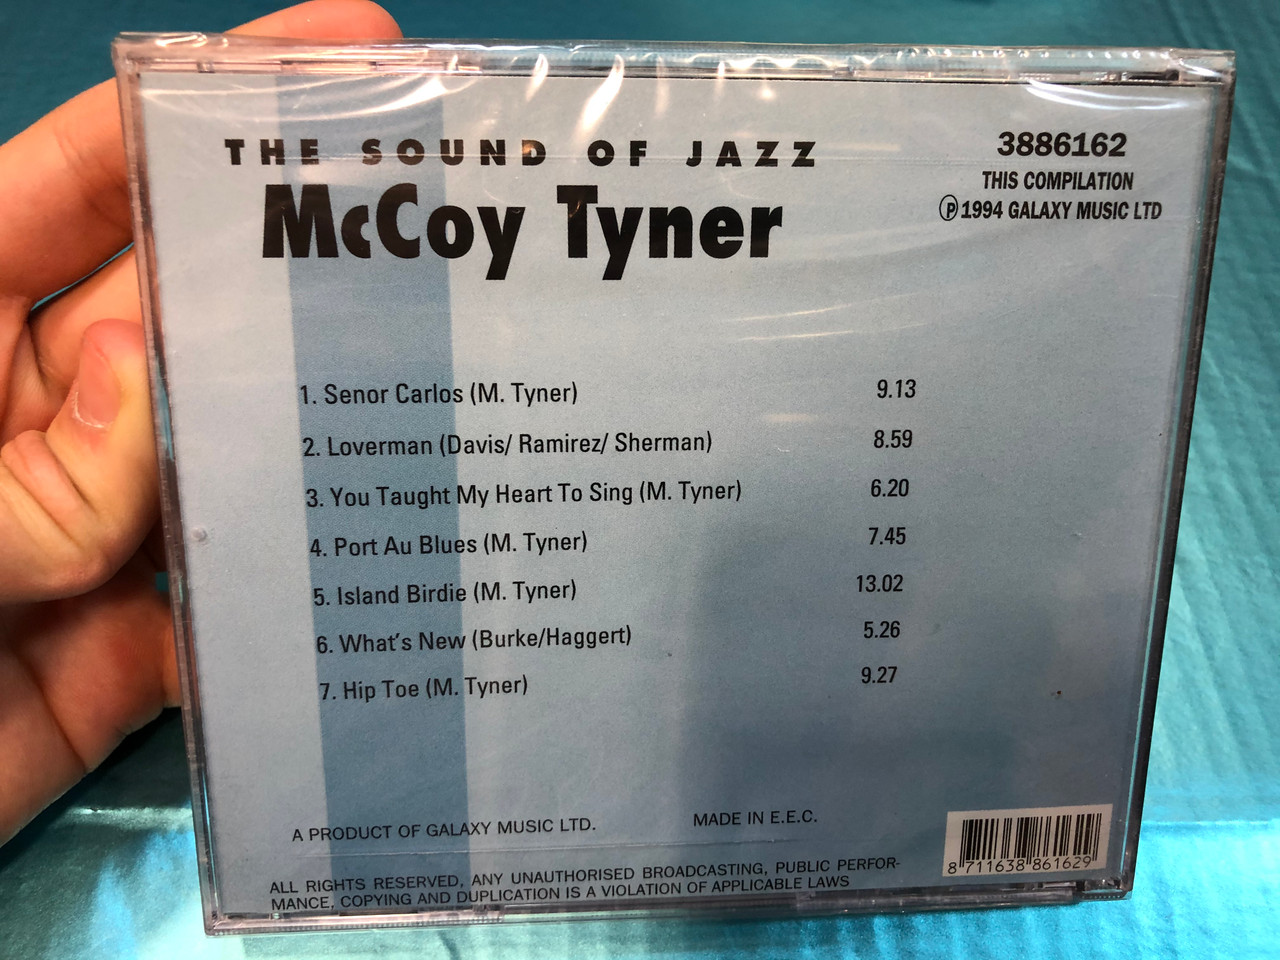 THE SOUND OF JAZZ
McCoy Tyner
3886162
THIS COMPILATION
Ⓟ1994 GALAXY MUSIC LTD
1. Senor Carlos (M. Tyner) 9.13
2. Loverman (Davis/ Ramirez/ Sherman) 8.59
3. You Taught My Heart To Sing (M. Tyner) 6.20
4. Port Au Blues (M. Tyner) 7.45
5. Island Birdie (M. Tyner) 13.02
6. What's New (Burke/Haggert) 5.26
7. Hip Toe (M. Tyner) 9.27
A PRODUCT OF GALAXY MUSIC LTD. MADE IN E.E.C.
ALL RIGHTS RESERVED, ANY UNAUTHORISED BROADCASTING, PUBLIC PERFOR-
MANCE, COPYING AND DUPLICATION IS A VIOLATION OF APPLICABLE LAWS
8 711638 861629